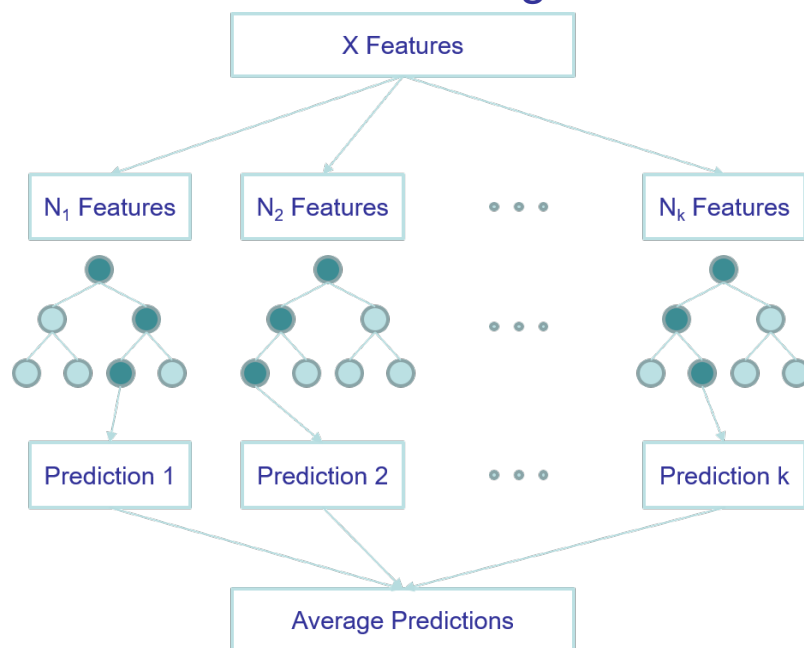 X Features
N₁ Features N₂ Features Nₖ Features
Prediction 1 Prediction 2 Prediction k
Average Predictions